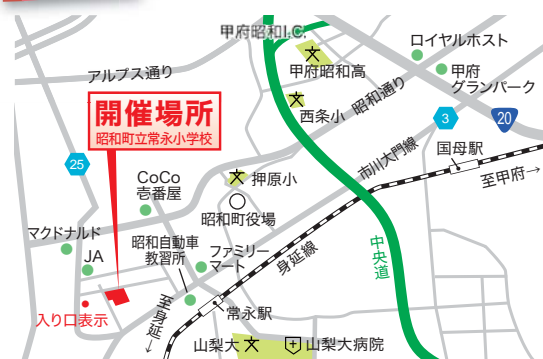 甲府昭和I.C.
ロイヤルホスト
甲府昭和高
甲府
グランパーク
アルプス通り
昭和通り
開催場所
昭和町立常永小学校
西条小
3
20
国母駅
市川大門線
至甲府→
25
CoCo
壱番屋
押原小
昭和町役場
マクドナルド
JA
昭和自動車
教習所
ファミリー
マート
身延線
中央道
入り口表示
至身延→
常永駅
山梨大
山梨大病院